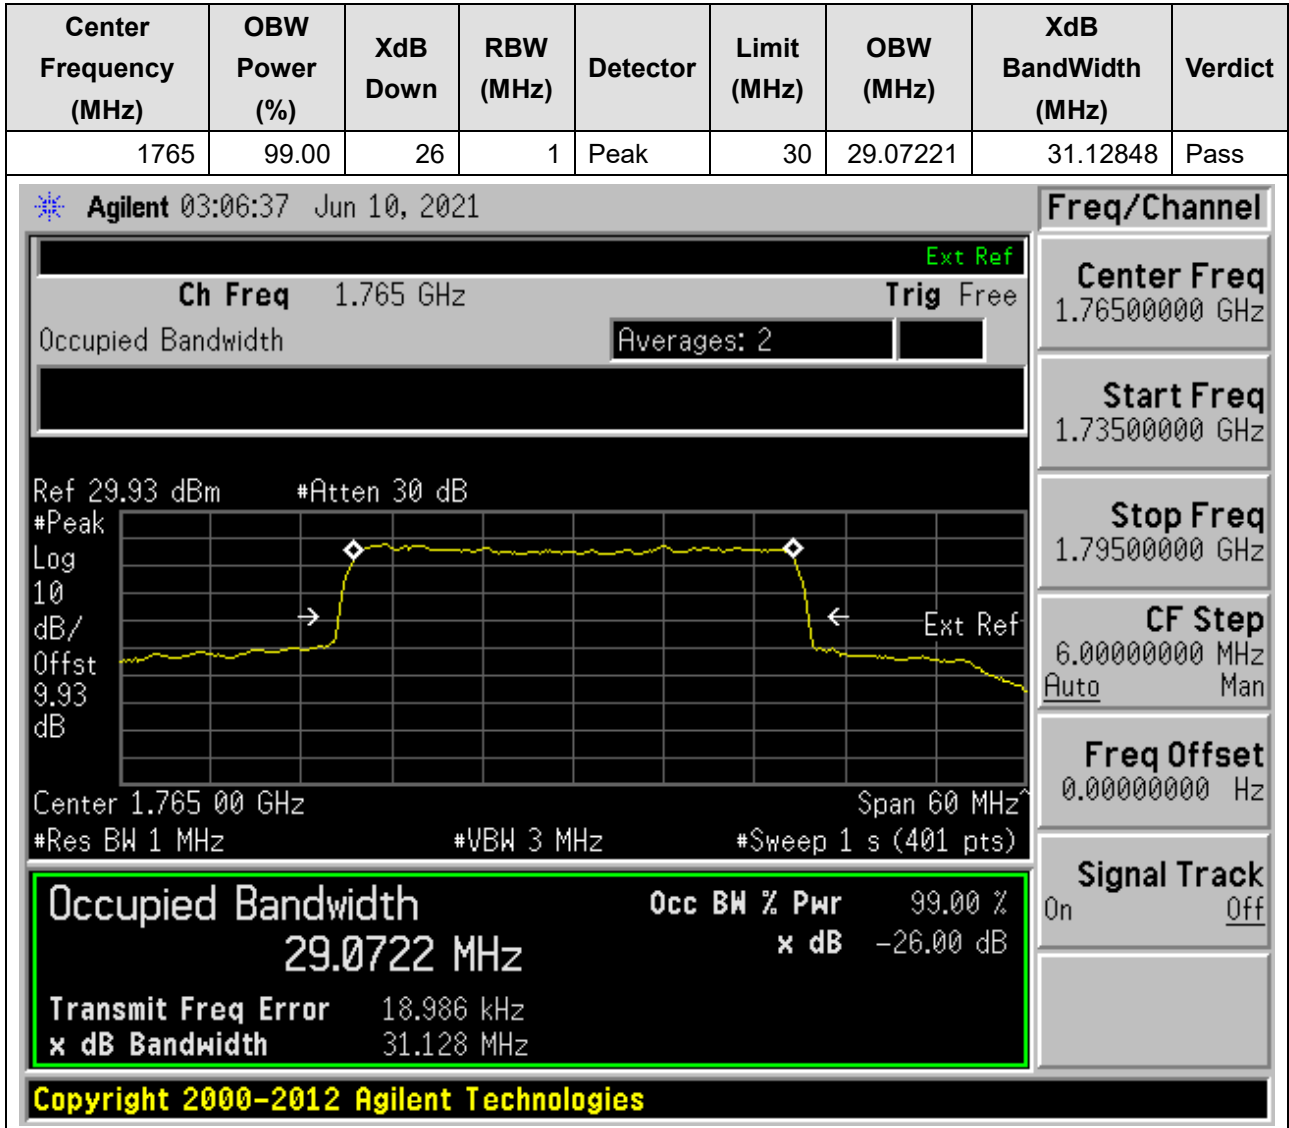 Center Frequency (MHz) OBW Power (%) XdB Down RBW (MHz) Detector Limit (MHz) OBW (MHz) XdB BandWidth (MHz) Verdict
1765 99.00 26 1 Peak 30 29.07221 31.12848 Pass
Agilent 03:06:37 Jun 10, 2021
Ext Ref
Ch Freq 1.765 GHz Trig Free
Occupied Bandwidth Averages: 2
Ref 29.93 dBm #Atten 30 dB
#Peak
Log
10
dB/
Offst
9.93
dB
Ext Ref
Center 1.765 00 GHz Span 60 MHz^
#Res BW 1 MHz #VBW 3 MHz #Sweep 1 s (401 pts)
Occupied Bandwidth
29.0722 MHz
Occ BW % Pwr 99.00 %
x dB -26.00 dB
Transmit Freq Error 18.986 kHz
x dB Bandwidth 31.128 MHz
Copyright 2000-2012 Agilent Technologies
Freq/Channel
Center Freq
1.76500000 GHz
Start Freq
1.73500000 GHz
Stop Freq
1.79500000 GHz
CF Step
6.00000000 MHz
Auto Man
Freq Offset
0.00000000 Hz
Signal Track
On Off